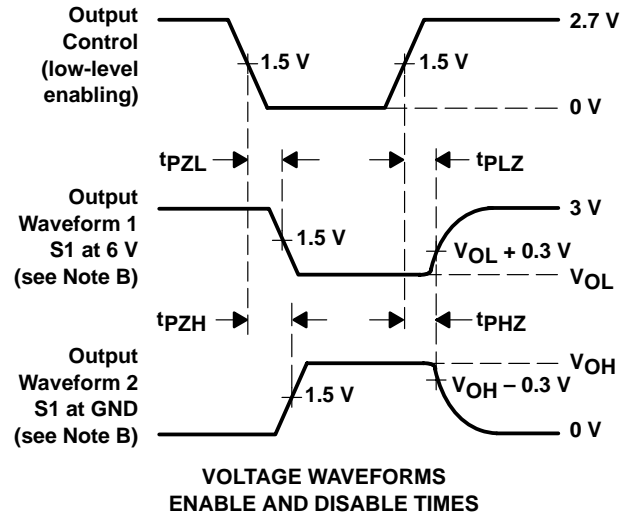 Output
Control
(low-level
enabling)
2.7 V
1.5 V
1.5 V
0 V
tPZL
tPLZ
Output
Waveform 1
S1 at 6 V
(see Note B)
3 V
1.5 V
VOL + 0.3 V
VOL
tPZH
tPHZ
Output
Waveform 2
S1 at GND
(see Note B)
VOH
1.5 V
VOH – 0.3 V
0 V
VOLTAGE WAVEFORMS
ENABLE AND DISABLE TIMES